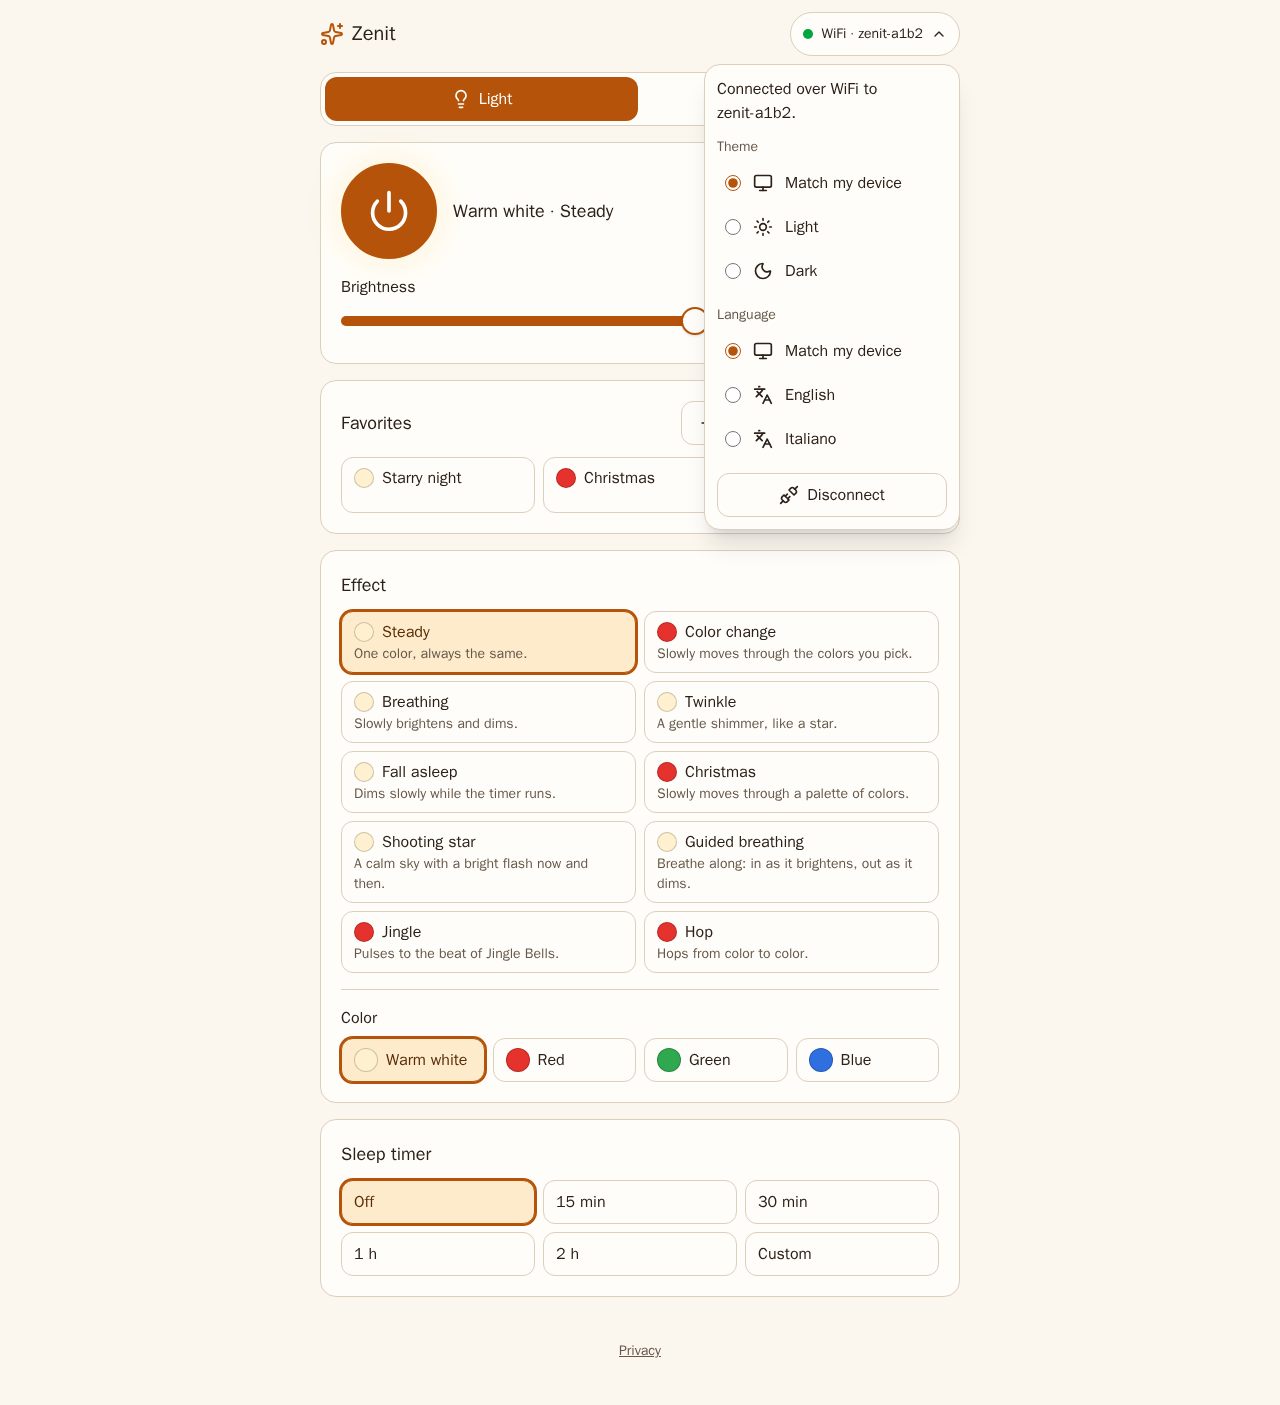 Zenit
WiFi · zenit-a1b2
Light
Connected over WiFi to
zenit-a1b2.
Theme
Match my device
Light
Dark
Language
Match my device
English
Italiano
Disconnect
Warm white · Steady
Brightness
Favorites
Starry night
Christmas
Effect
Steady
One color, always the same.
Color change
Slowly moves through the colors you pick.
Breathing
Slowly brightens and dims.
Twinkle
A gentle shimmer, like a star.
Fall asleep
Dims slowly while the timer runs.
Christmas
Slowly moves through a palette of colors.
Shooting star
A calm sky with a bright flash now and
then.
Guided breathing
Breathe along: in as it brightens, out as it
dims.
Jingle
Pulses to the beat of Jingle Bells.
Hop
Hops from color to color.
Color
Warm white
Red
Green
Blue
Sleep timer
Off
15 min
30 min
1 h
2 h
Custom
Privacy